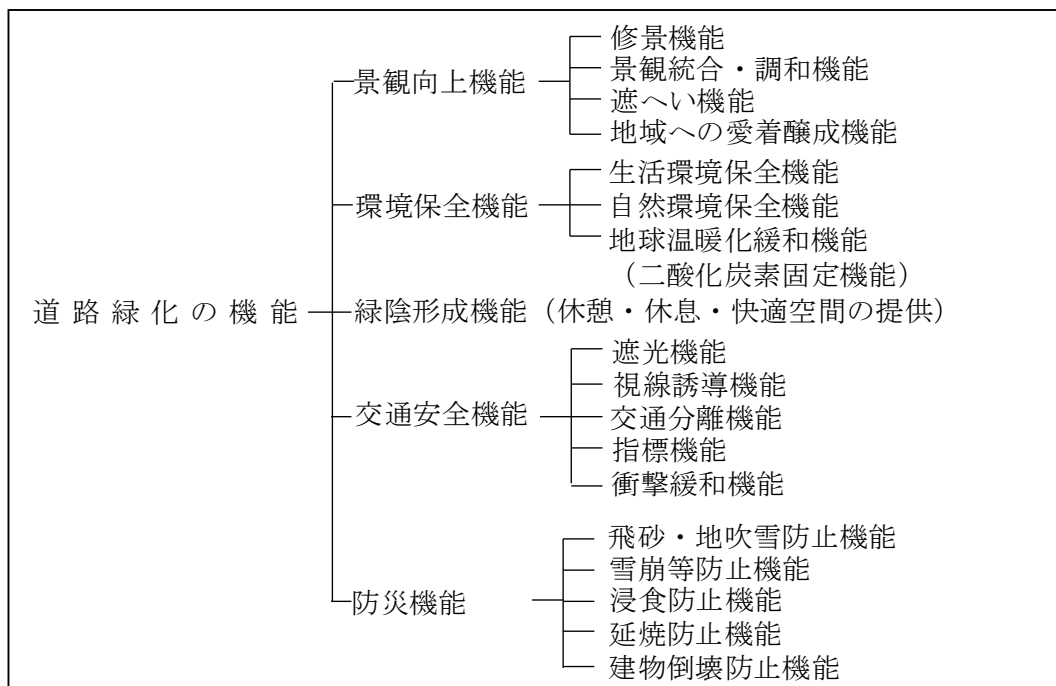 道路緑化の機能
景観向上機能
修景機能
景観統合・調和機能
遮へい機能
地域への愛着醸成機能
環境保全機能
生活環境保全機能
自然環境保全機能
地球温暖化緩和機能
（二酸化炭素固定機能）
緑陰形成機能（休憩・休息・快適空間の提供）
交通安全機能
遮光機能
視線誘導機能
交通分離機能
指標機能
衝撃緩和機能
防災機能
飛砂・地吹雪防止機能
雪崩等防止機能
浸食防止機能
延焼防止機能
建物倒壊防止機能